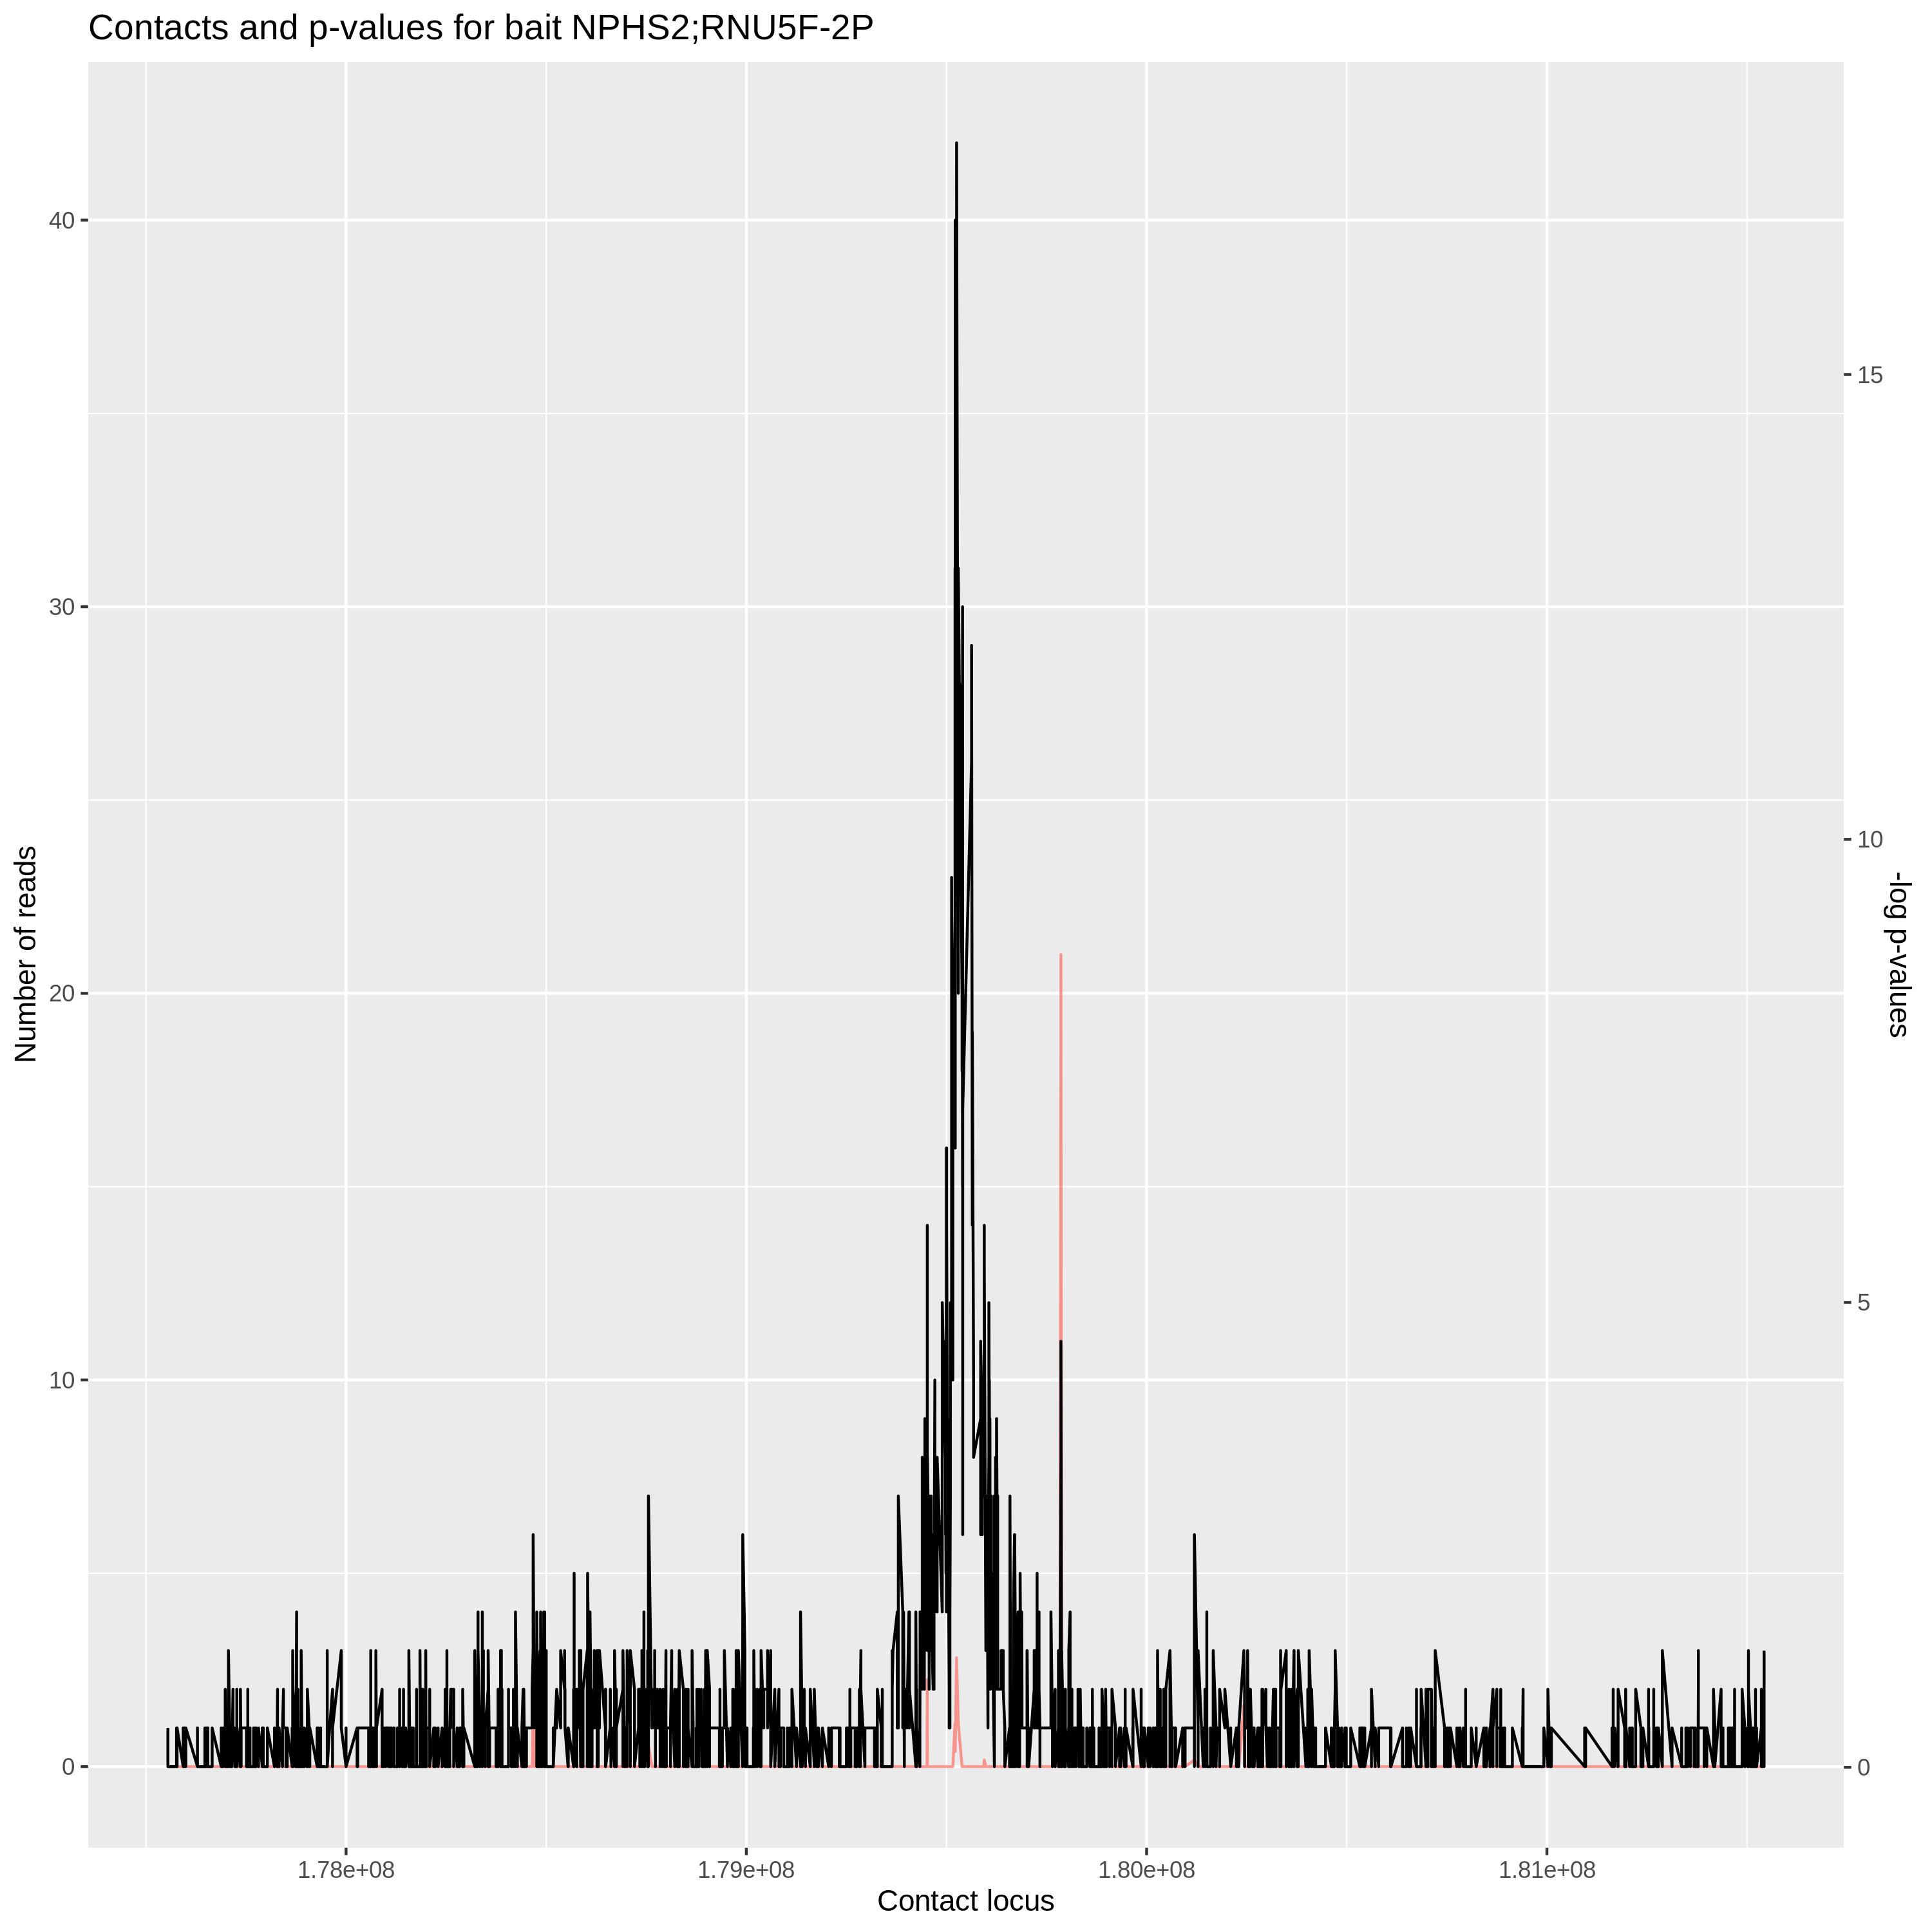 Contacts and p-values for bait NPHS2;RNU5F-2P
40
30
20
10
0
Number of reads
15
10
5
0
-log p-values
1.78e+08
1.79e+08
1.80e+08
1.81e+08
Contact locus